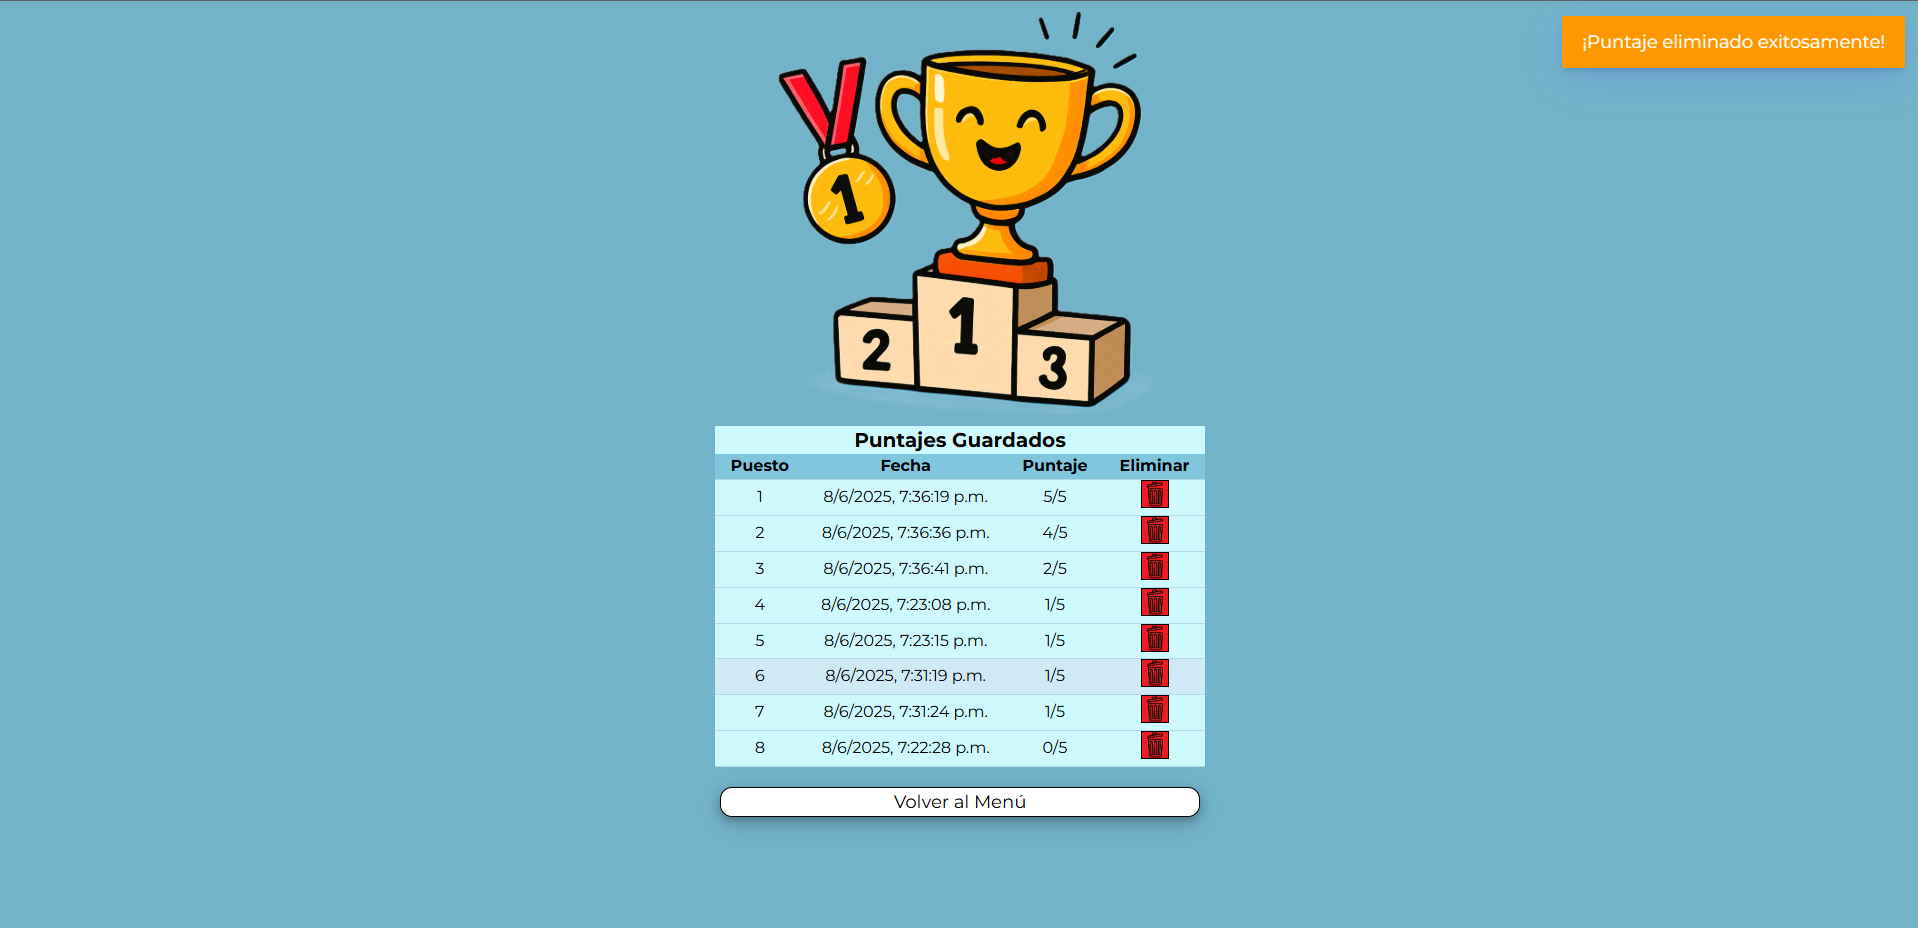 ¡Puntaje eliminado exitosamente!
1
1
2
3
Puntajes Guardados
Puesto Fecha Puntaje Eliminar
1 8/6/2025, 7:36:19 p.m. 5/5
2 8/6/2025, 7:36:36 p.m. 4/5
3 8/6/2025, 7:36:41 p.m. 2/5
4 8/6/2025, 7:23:08 p.m. 1/5
5 8/6/2025, 7:23:15 p.m. 1/5
6 8/6/2025, 7:31:19 p.m. 1/5
7 8/6/2025, 7:31:24 p.m. 1/5
8 8/6/2025, 7:22:28 p.m. 0/5
Volver al Menú